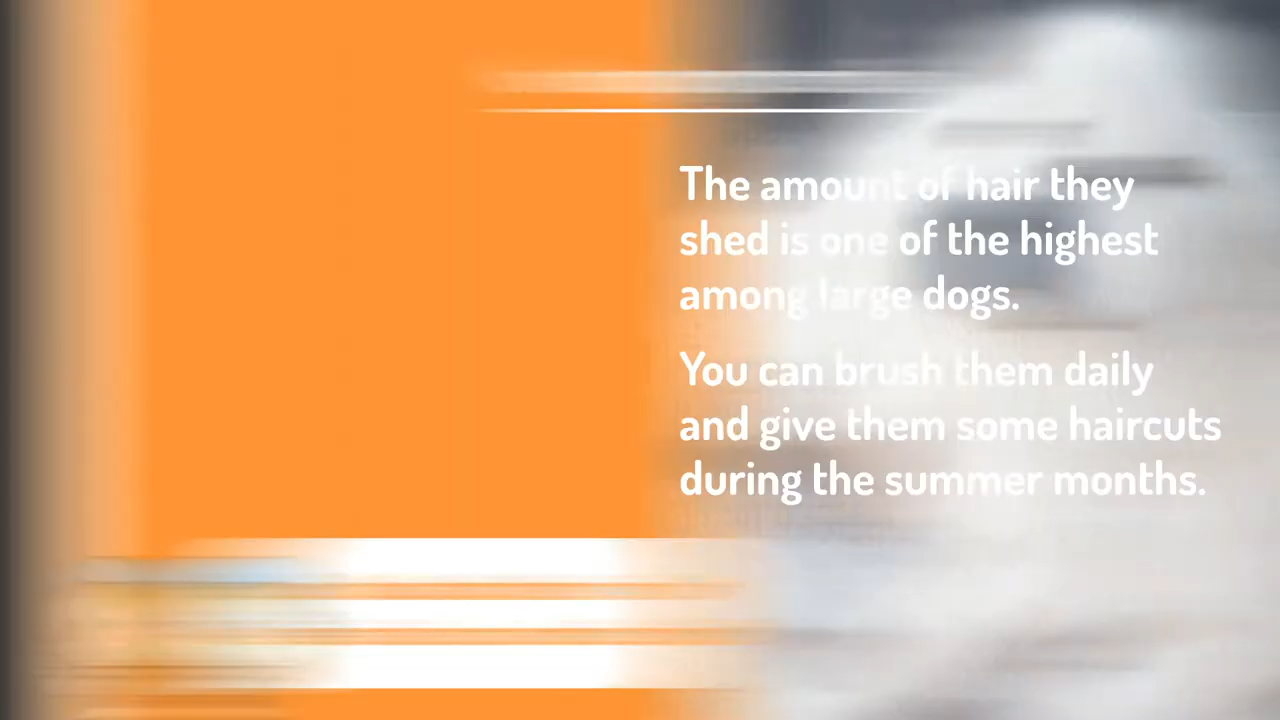 The amount of hair they
shed is one of the highest
among large dogs.
You can brush them daily
and give them some haircuts
during the summer months.